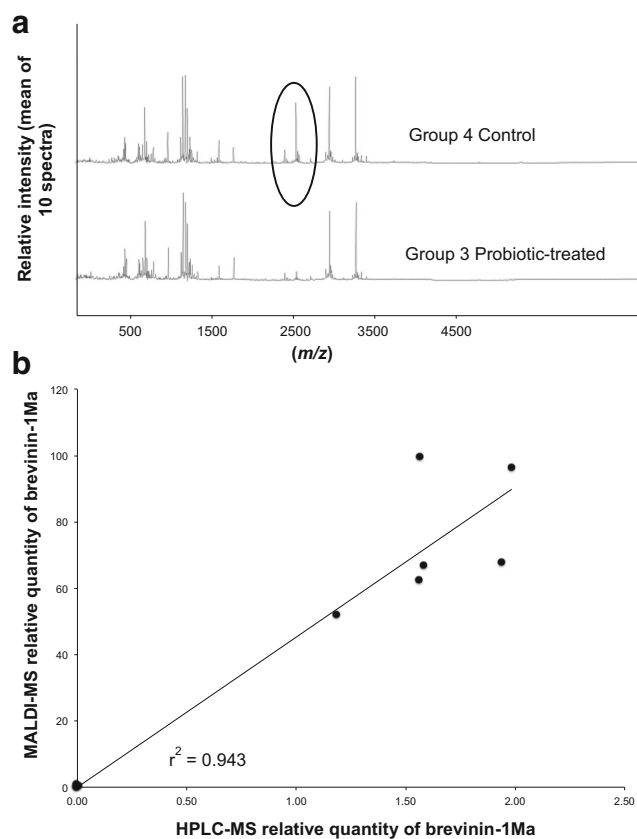 a
Relative intensity (mean of
10 spectra)
Group 4 Control
Group 3 Probiotic-treated
500 1500 2500 3500 4500
(m/z)
b
MALDI-MS relative quantity of brevinin-1Ma
120
100
80
60
40
20
0
r² = 0.943
0.00 0.50 1.00 1.50 2.00 2.50
HPLC-MS relative quantity of brevinin-1Ma